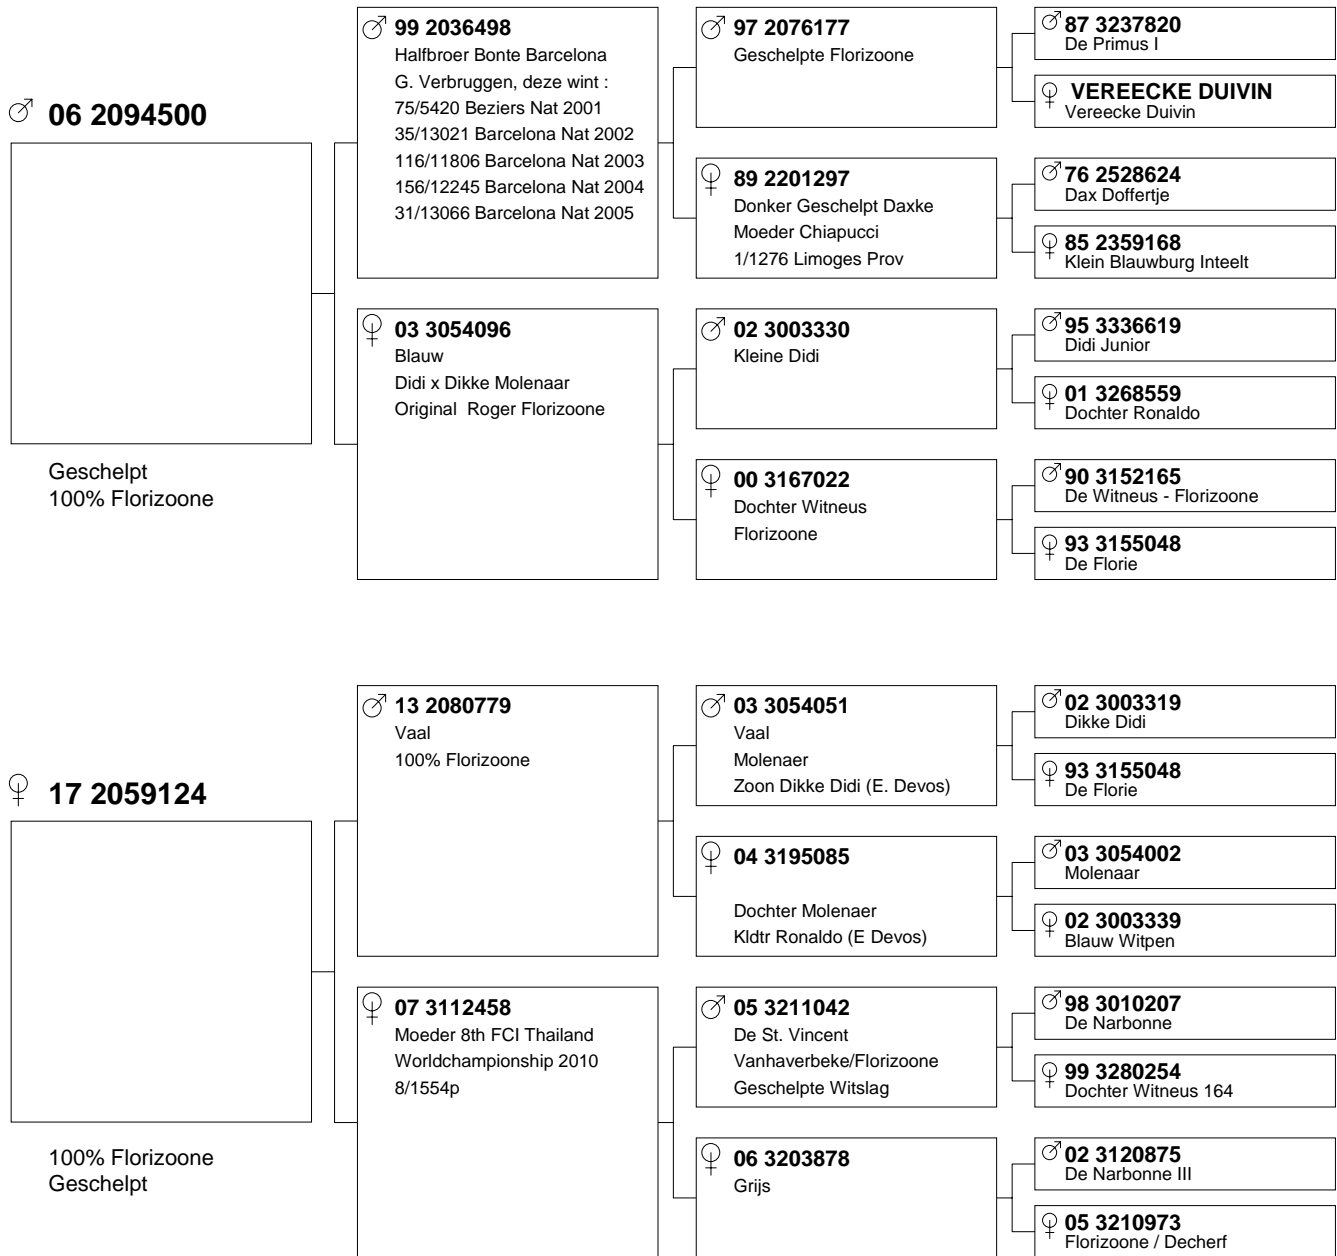 06 2094500
Geschelpt
100% Florizoone
99 2036498
Halfbroer Bonte Barcelona
G. Verbruggen, deze wint :
75/5420 Beziers Nat 2001
35/13021 Barcelona Nat 2002
116/11806 Barcelona Nat 2003
156/12245 Barcelona Nat 2004
31/13066 Barcelona Nat 2005
03 3054096
Blauw
Didi x Dikke Molenaar
Original Roger Florizoone
97 2076177
Geschelpte Florizoone
89 2201297
Donker Geschelpt Daxke
Moeder Chiapucci
1/1276 Limoges Prov
02 3003330
Kleine Didi
00 3167022
Dochter Witneus
Florizoone
87 3237820
De Primus I
VEREECKE DUIVIN
Vereecke Duivin
76 2528624
Dax Doffertje
85 2359168
Klein Blauwburg Inteelt
95 3336619
Didi Junior
01 3268559
Dochter Ronaldo
90 3152165
De Witneus - Florizoone
93 3155048
De Florie
17 2059124
100% Florizoone
Geschelpt
13 2080779
Vaal
100% Florizoone
07 3112458
Moeder 8th FCI Thailand
Worldchampionship 2010
8/1554p
03 3054051
Vaal
Molenaer
Zoon Dikke Didi (E. Devos)
04 3195085
Dochter Molenaer
Kldtr Ronaldo (E Devos)
05 3211042
De St. Vincent
Vanhaverbeke/Florizoone
Geschelpte Witslag
06 3203878
Grijs
02 3003319
Dikke Didi
93 3155048
De Florie
03 3054002
Molenaar
02 3003339
Blauw Witpen
98 3010207
De Narbonne
99 3280254
Dochter Witneus 164
02 3120875
De Narbonne III
05 3210973
Florizoone / Decherf